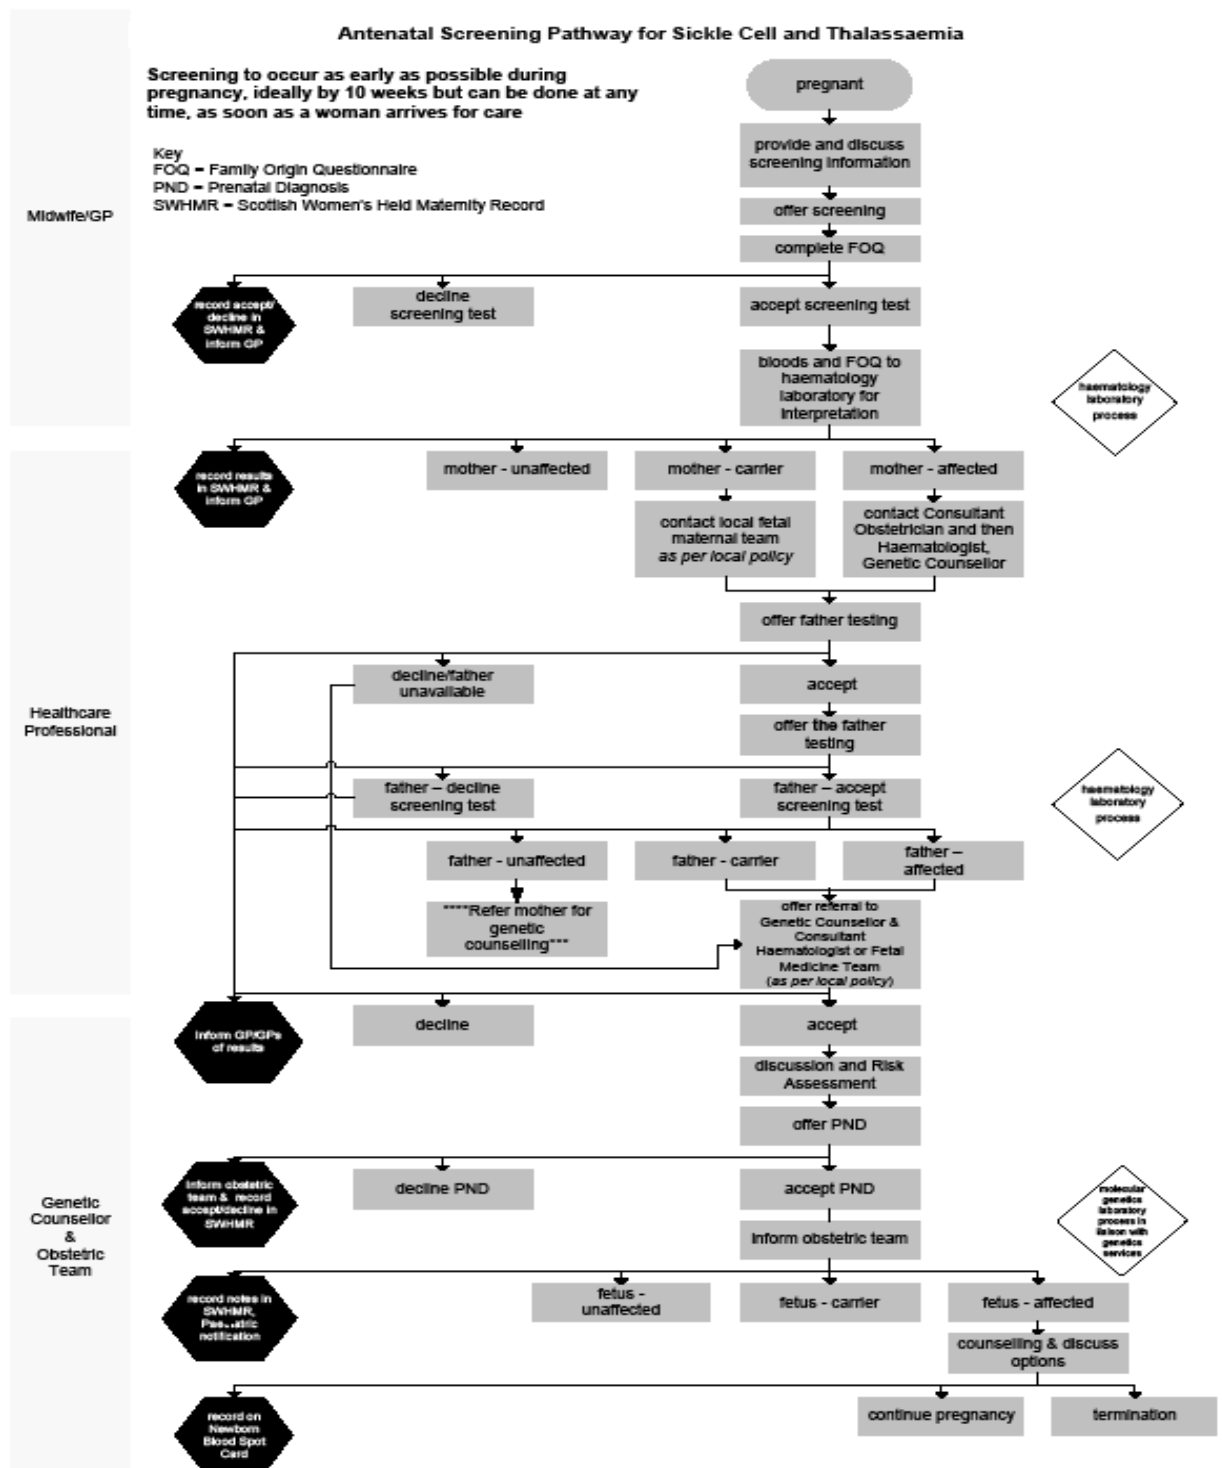 Antenatal Screening Pathway for Sickle Cell and Thalassaemia
Screening to occur as early as possible during
pregnancy, ideally by 10 weeks but can be done at any
time, as soon as a woman arrives for care
Key
FOQ = Family Origin Questionnaire
PND = Prenatal Diagnosis
SWHMR = Scottish Women's Held Maternity Record
Midwife/GP
pregnant
provide and discuss
screening information
offer screening
complete FOQ
record accept/
decline in
SWHMR &
inform GP
decline
screening test
accept screening test
bloods and FOQ to
haematology
laboratory for
interpretation
haematology
laboratory
process
Healthcare
Professional
record results
in SWHMR &
inform GP
mother - unaffected
mother - carrier
mother - affected
contact local fetal
maternal team
as per local policy
contact Consultant
Obstetrician and then
Haematologist,
Genetic Counsellor
offer father testing
decline/father
unavailable
accept
offer the father
testing
father – decline
screening test
father – accept
screening test
haematology
laboratory
process
father - unaffected
father - carrier
father –
affected
****Refer mother for
genetic
counselling***
offer referral to
Genetic Counsellor &
Consultant
Haematologist or Fetal
Medicine Team
(as per local policy)
Genetic
Counsellor
&
Obstetric
Team
Inform GP/GPs
of results
decline
accept
discussion and Risk
Assessment
offer PND
Inform obstetric
team & record
accept/decline in
SWHMR
decline PND
accept PND
inform obstetric team
molecular
genetics
laboratory
process in
liaison with
genetics
services
record notes in
SWHMR,
notification
fetus -
unaffected
fetus - carrier
fetus - affected
counselling & discuss
options
record on
Newborn
Blood Spot
Card
continue pregnancy
termination